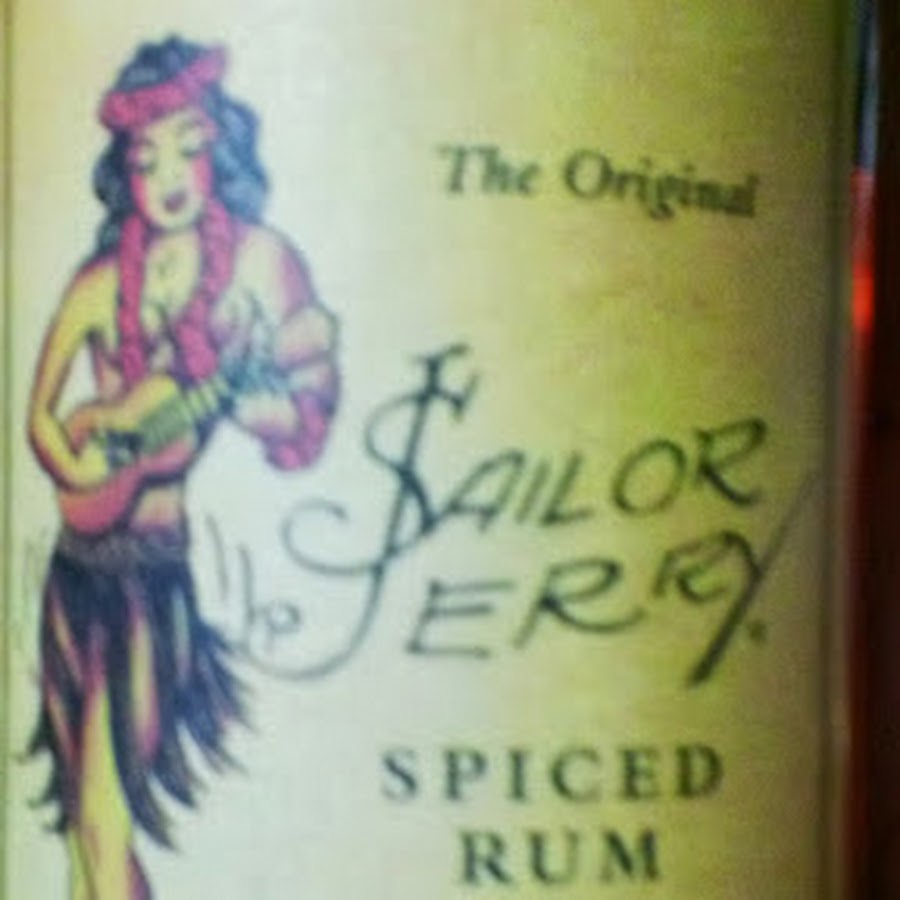 The Original
SAILOR
JERRY.
SPICED
RUM